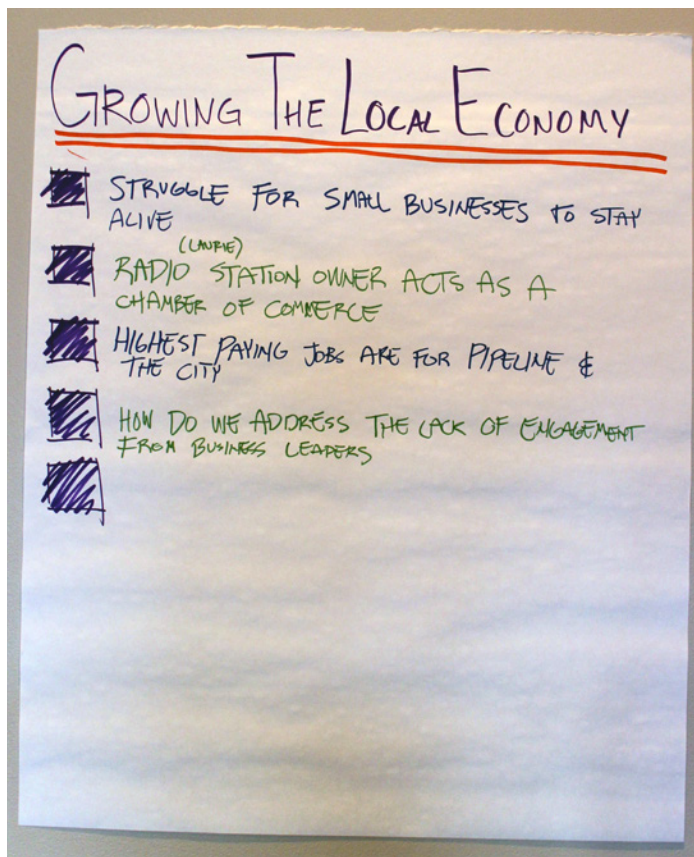 GROWING THE LOCAL ECONOMY
STRUGGLE FOR SMALL BUSINESSES TO STAY
ALIVE
(LAURIE)
RADIO STATION OWNER ACTS AS A
CHAMBER OF COMMERCE
HIGHEST PAYING JOBS ARE FOR PIPELINE &
THE CITY
HOW DO WE ADDRESS THE LACK OF ENGAGEMENT
FROM BUSINESS LEADERS